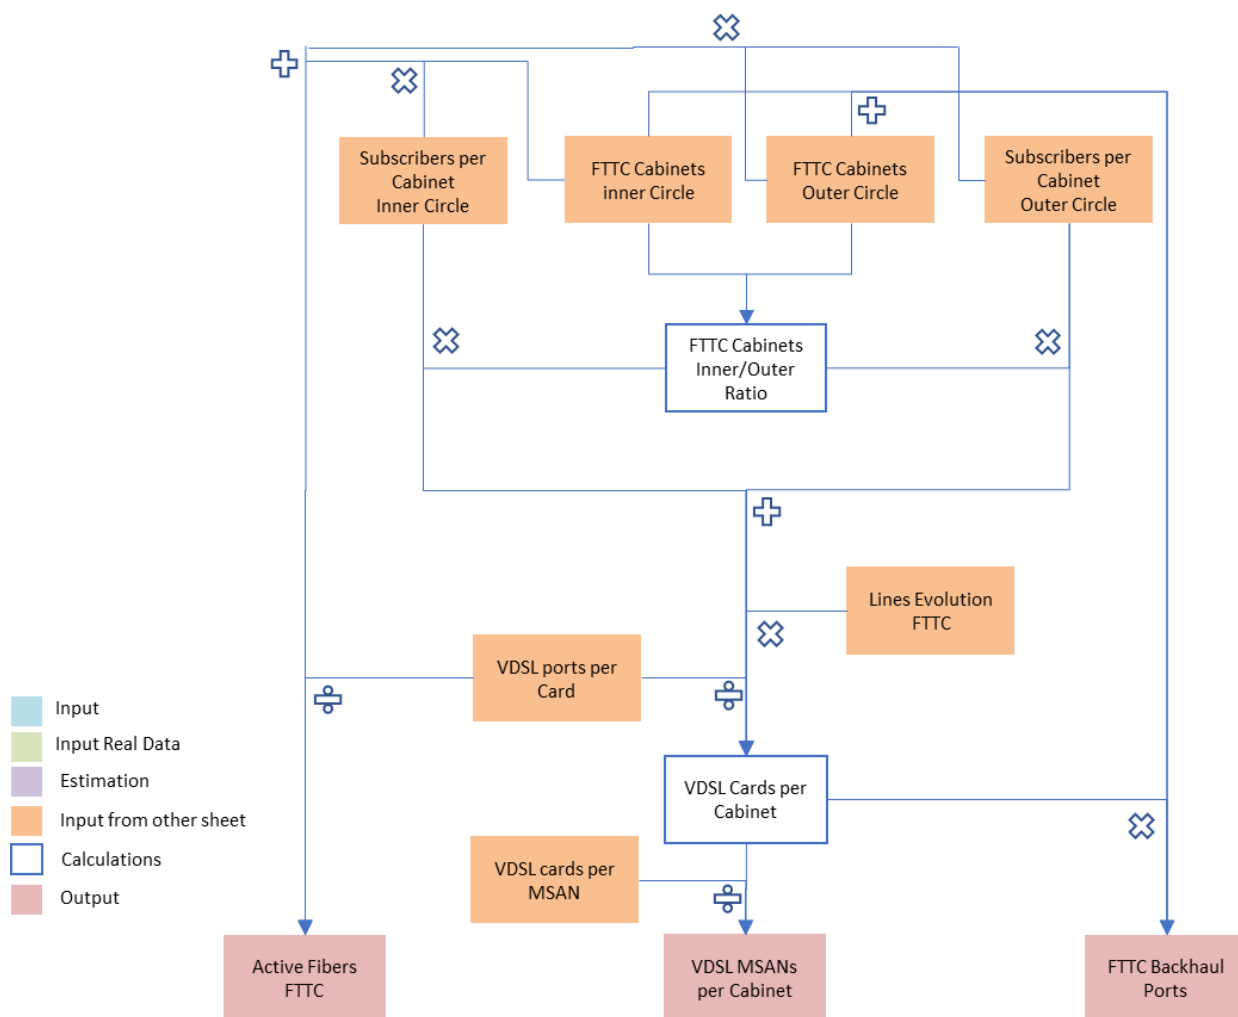 Subscribers per
Cabinet
Inner Circle
FTTC Cabinets
inner Circle
FTTC Cabinets
Outer Circle
Subscribers per
Cabinet
Outer Circle
FTTC Cabinets
Inner/Outer
Ratio
Lines Evolution
FTTC
VDSL ports per
Card
VDSL Cards per
Cabinet
VDSL cards per
MSAN
Input
Input Real Data
Estimation
Input from other sheet
Calculations
Output
Active Fibers
FTTC
VDSL MSANs
per Cabinet
FTTC Backhaul
Ports